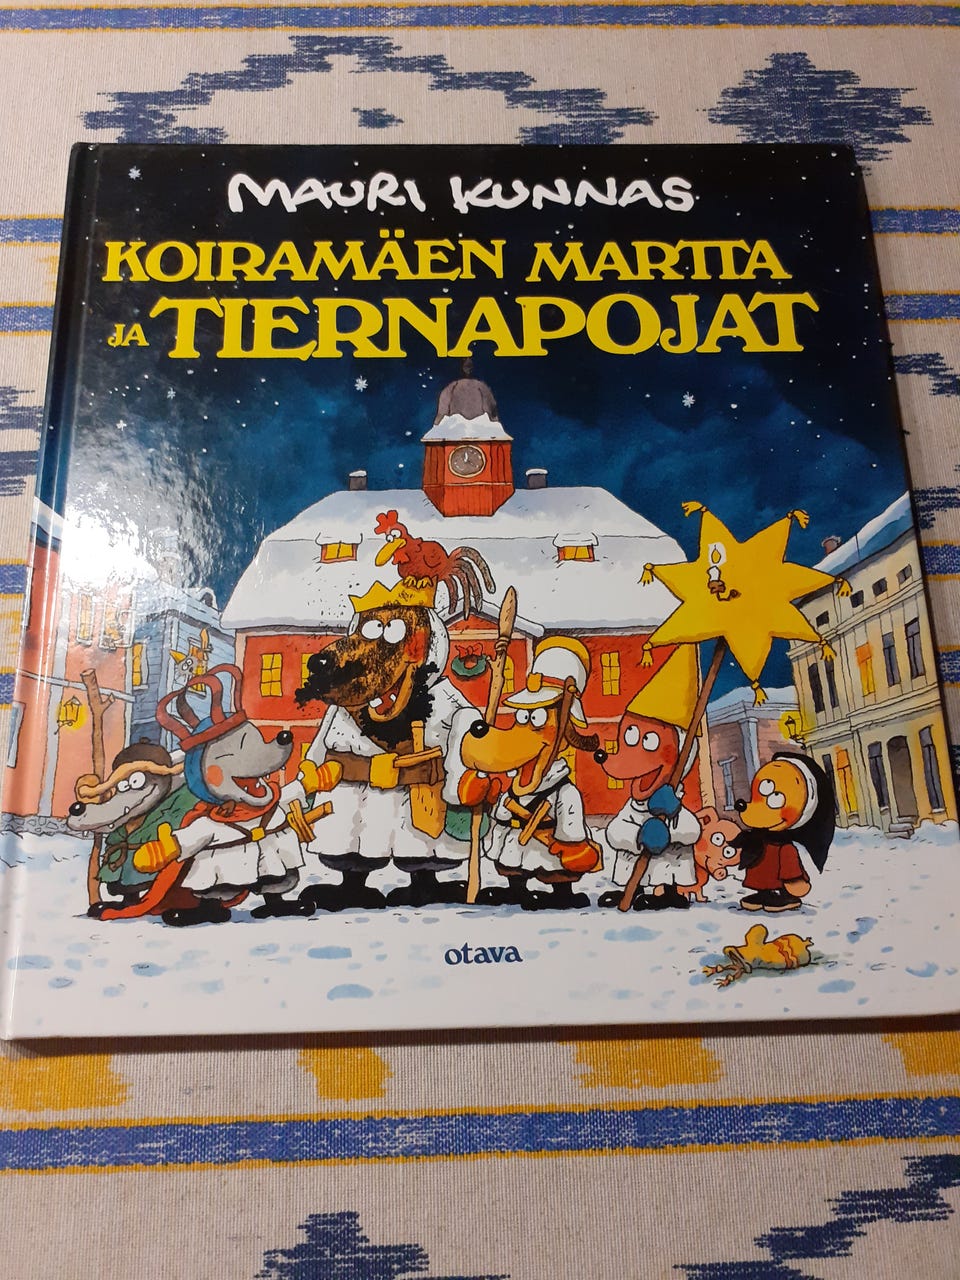 MAURI KUNNAS
KOIRAMÄEN MARTTA
JA TIERNAPOJAT
otava